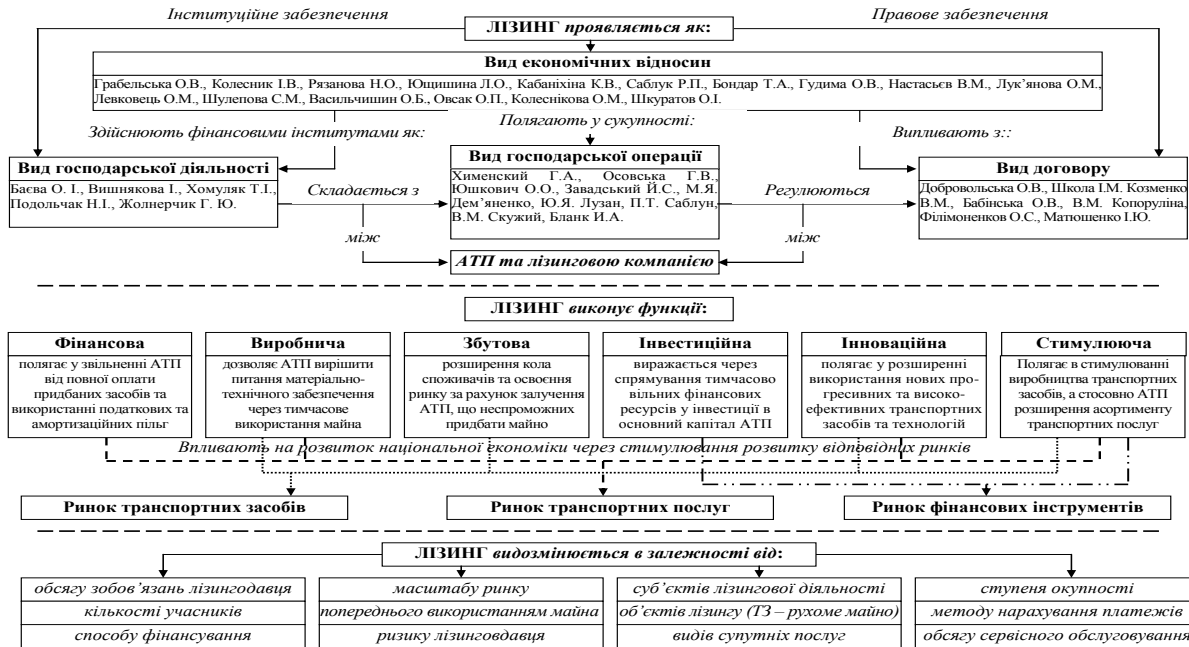 Інституційне забезпечення
ЛІЗИНГ проявляється як:
Правове забезпечення
Вид економічних відносин
Грабельська О.В., Колесник І.В., Рязанова Н.О., Ющишина Л.О., Кабаніхіна К.В., Саблук Р.П., Бондар Т.А., Гудима О.В., Настасьєв В.М., Лук’янова О.М.,
Левковець О.М., Шулепова С.М., Васильчишин О.Б., Овсак О.П., Колеснікова О.М., Шкуратов О.І.
Здійснюють фінансовими інститутами як:
Полягають у сукупності:
Випливають з::
Вид господарської діяльності
Баєва О. І., Вишнякова І., Хомуляк Т.І.,
Подольчак Н.І., Жолнерчик Г. Ю.
Складається з
Вид господарської операції
Хименский Г.А., Осовська Г.В.,
Юшкович О.О., Завадський Й.С., М.Я.
Дем’яненко, Ю.Я. Лузан, П.Т. Саблун,
В.М. Скужий, Бланк И.А.
Регулюються
Вид договору
Добровольська О.В., Школа І.М. Козменко
В.М., Бабінська О.В., В.М. Копоруліна,
Філімоненков О.С., Матюшенко І.Ю.
між
між
АТП та лізинговою компанією
ЛІЗИНГ виконує функції:
Фінансова
полягає у звільненні АТП
від повної оплати
придбаних засобів та
використанні податкових та
амортизаційних пільг
Виробнича
дозволяє АТП вирішити
питання матеріально-
технічного забезпечення
через тимчасове
використання майна
Збутова
розширення кола
споживачів та освоєння
ринку за рахунок залучення
АТП, що неспроможних
придбати майно
Інвестиційна
виражається через
спрямування тимчасово
вільних фінансових
ресурсів у інвестиції в
основний капітал АТП
Інноваційна
полягає у розширенні
використання нових про-
гресивних та високо-
ефективних транспортних
засобів та технологій
Стимулююча
Полягає в стимулюванні
виробництва транспортних
засобів, а стосовно АТП
розширення асортименту
транспортних послуг
Впливають на розвиток національної економіки через стимулювання розвитку відповідних ринків
Ринок транспортних засобів
Ринок транспортних послуг
Ринок фінансових інструментів
ЛІЗИНГ видозмінюється в залежності від:
обсягу зобов’язань лізингодавця
кількості учасників
способу фінансування
масштабу ринку
попереднього використанням майна
ризику лізинговдавця
суб’єктів лізингової діяльності
об’єктів лізингу (ТЗ – рухоме майно)
видів супутніх послуг
ступеня окупності
методу нарахування платежів
обсягу сервісного обслуговування